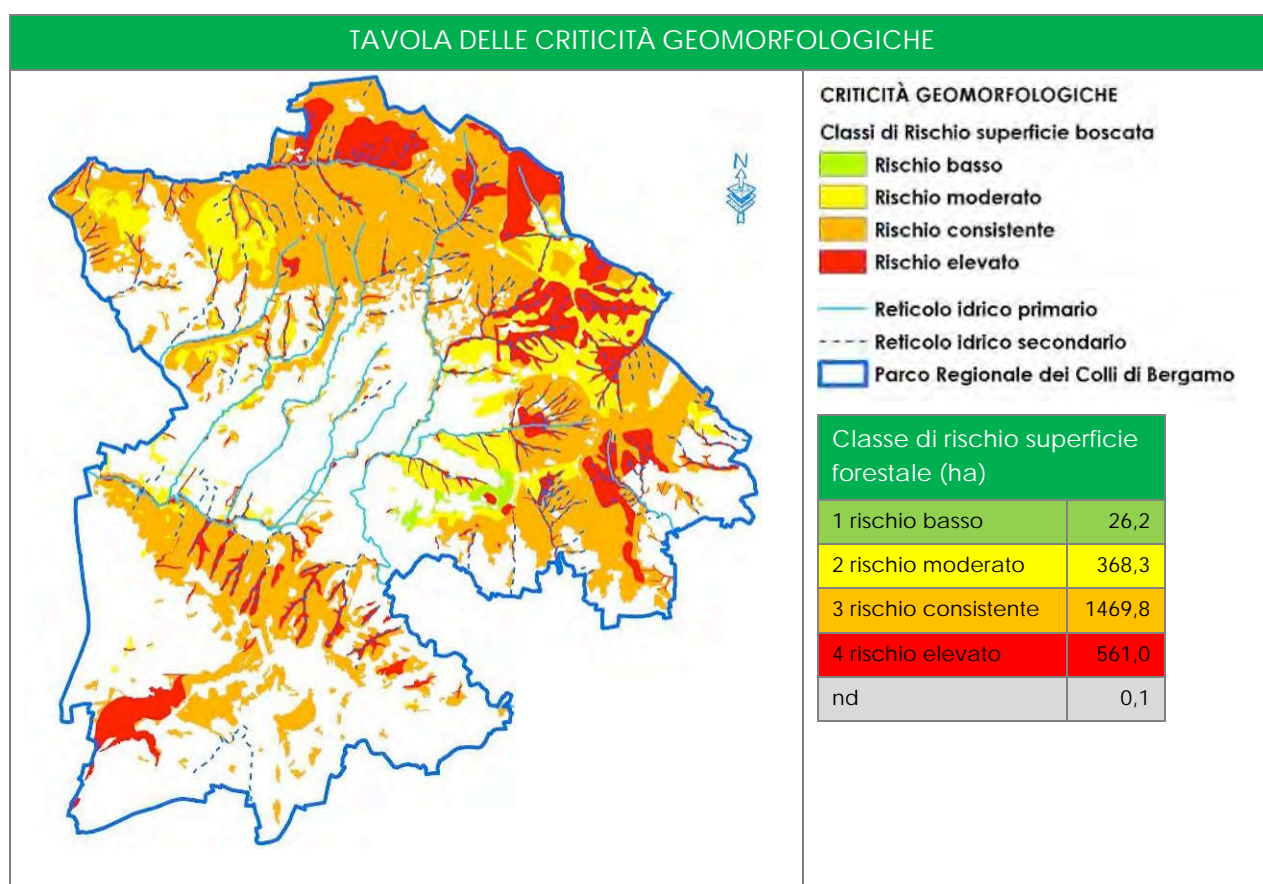 TAVOLA DELLE CRITICITÀ GEOMORFOLOGICHE
CRITICITÀ GEOMORFOLOGICHE
Classi di Rischio superficie boscata
Rischio basso
Rischio moderato
Rischio consistente
Rischio elevato
Reticolo idrico primario
Reticolo idrico secondario
Parco Regionale dei Colli di Bergamo
N
Classe di rischio superficie
forestale (ha)
1 rischio basso 26,2
2 rischio moderato 368,3
3 rischio consistente 1469,8
4 rischio elevato 561,0
nd 0,1